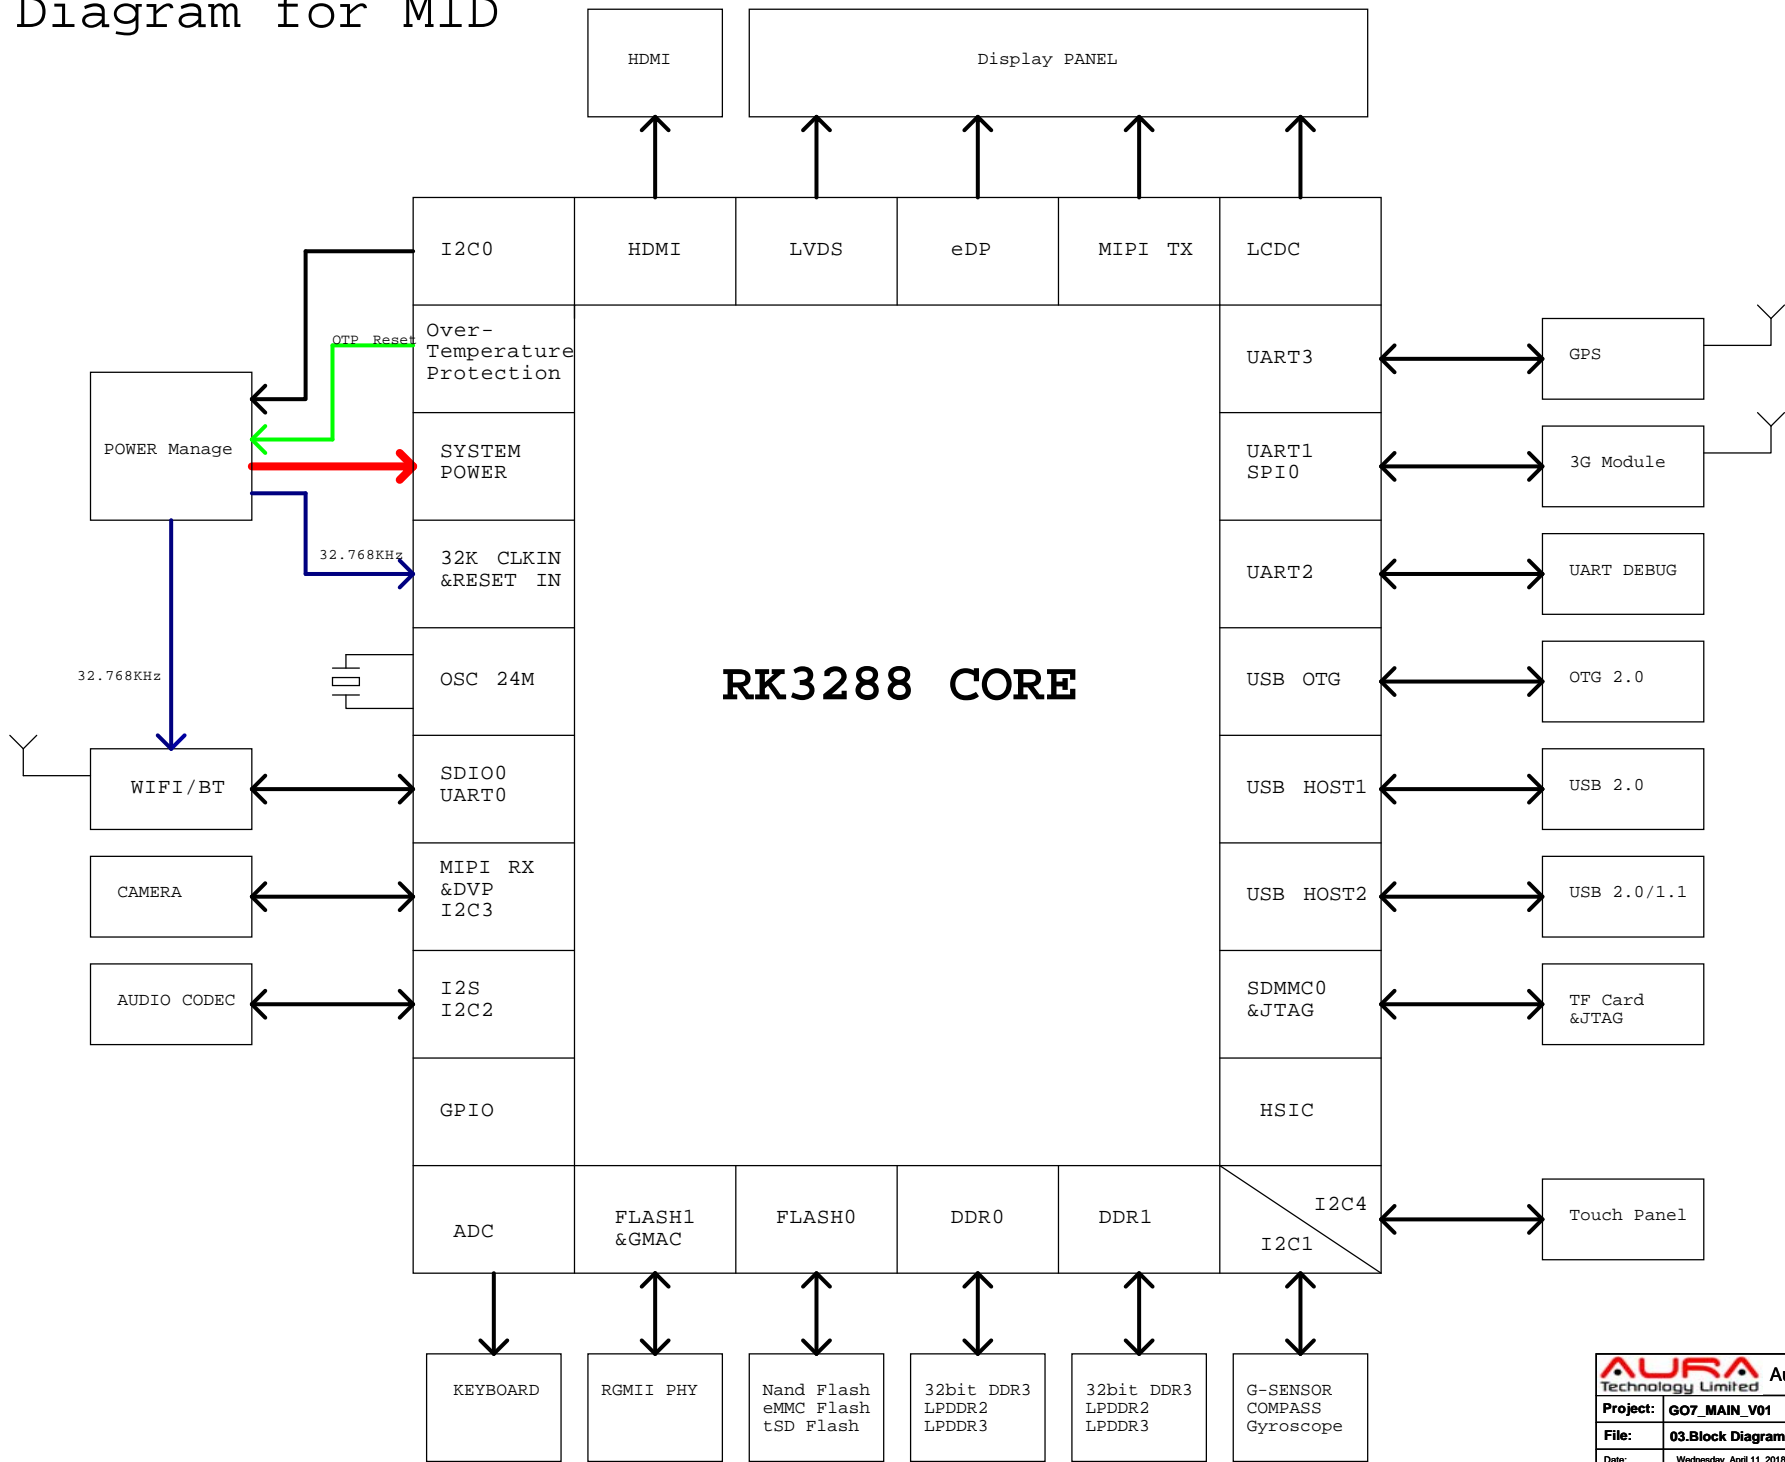 Diagram for MID
HDMI
Display PANEL
I2C0
HDMI
LVDS
eDP
MIPI TX
LCDC
OTP Reset
Over-
Temperature
Protection
UART3
GPS
POWER Manage
SYSTEM
POWER
UART1
SPI0
3G Module
32.768KHz
32K CLKIN
&RESET IN
UART2
UART DEBUG
32.768KHz
OSC 24M
RK3288 CORE
USB OTG
OTG 2.0
WIFI/BT
SDIO0
UART0
USB HOST1
USB 2.0
CAMERA
MIPI RX
&DVP
I2C3
USB HOST2
USB 2.0/1.1
AUDIO CODEC
I2S
I2C2
SDMMC0
&JTAG
TF Card
&JTAG
GPIO
HSIC
ADC
FLASH1
&GMAC
FLASH0
DDR0
DDR1
I2C4
I2C1
Touch Panel
KEYBOARD
RGMII PHY
Nand Flash
eMMC Flash
tSD Flash
32bit DDR3
LPDDR2
LPDDR3
32bit DDR3
LPDDR2
LPDDR3
G-SENSOR
COMPASS
Gyroscope
AURA
Technology Limited
Project: GO7_MAIN_V01
File: 03.Block Diagram
Date: Wednesday, April 11, 2018